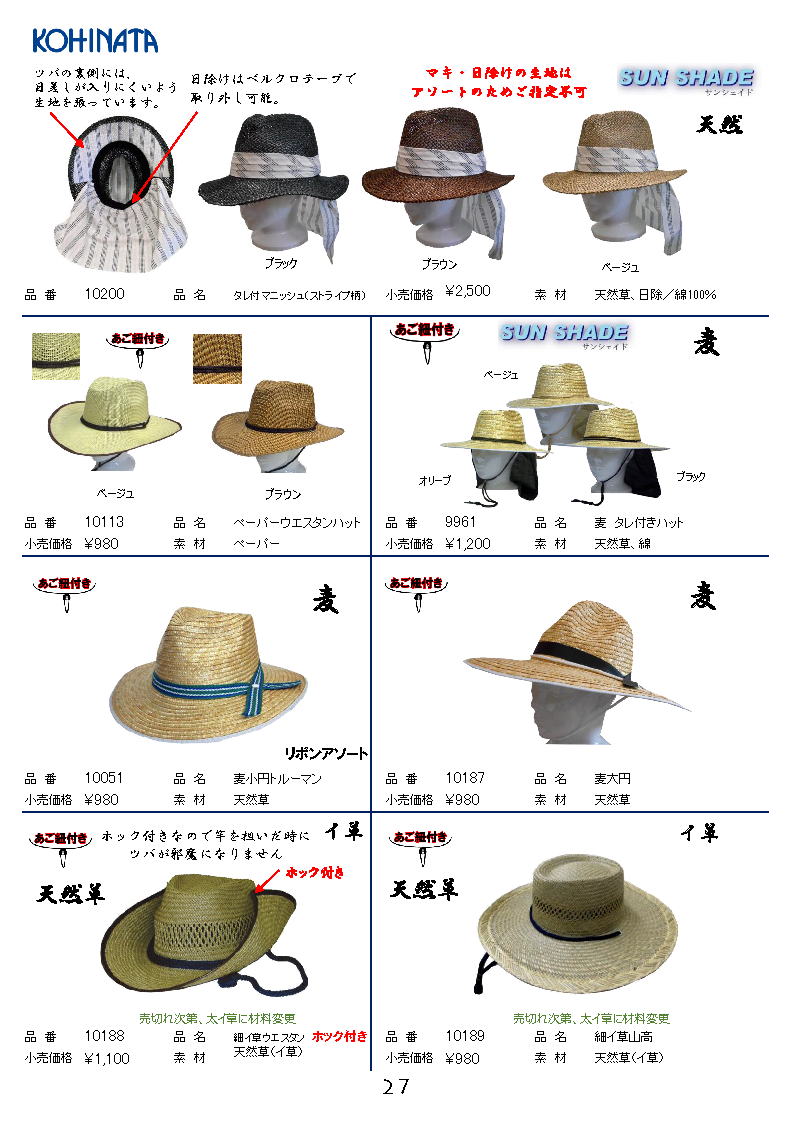 KOHINATA
ツバの裏側には、
日差しが入りにくいよう
生地を張っています。
日除けはベルクロテープで
取り外し可能。
マキ・日除けの生地は
アソートのためご指定不可
SUN SHADE
サンシェイド
天然
ブラック
ブラウン
ベージュ
品 番 10200 品 名 タレ付マニッシュ(ストライプ柄) 小売価格 ¥2,500 素 材 天然草、日除/綿100%
あご紐付き
ベージュ
ブラウン
品 番 10113 品 名 ペーパーウエスタンハット
小売価格 ¥980 素 材 ペーパー
あご紐付き
SUN SHADE
サンシェイド
麦
ベージュ
オリーブ
ブラック
品 番 9961 品 名 麦 タレ付きハット
小売価格 ¥1,200 素 材 天然草、綿
あご紐付き
麦
リボンアソート
品 番 10051 品 名 麦小円トルーマン
小売価格 ¥980 素 材 天然草
あご紐付き
麦
品 番 10187 品 名 麦大円
小売価格 ¥980 素 材 天然草
あご紐付き
ホック付きなので竿を担いだ時に
ツバが邪魔になりません
イ草
ホック付き
天然草
売切れ次第、太イ草に材料変更
品 番 10188 品 名 細イ草ウエスタン ホック付き
小売価格 ¥1,100 素 材 天然草(イ草)
あご紐付き
イ草
天然草
売切れ次第、太イ草に材料変更
品 番 10189 品 名 細イ草山高
小売価格 ¥980 素 材 天然草(イ草)
27